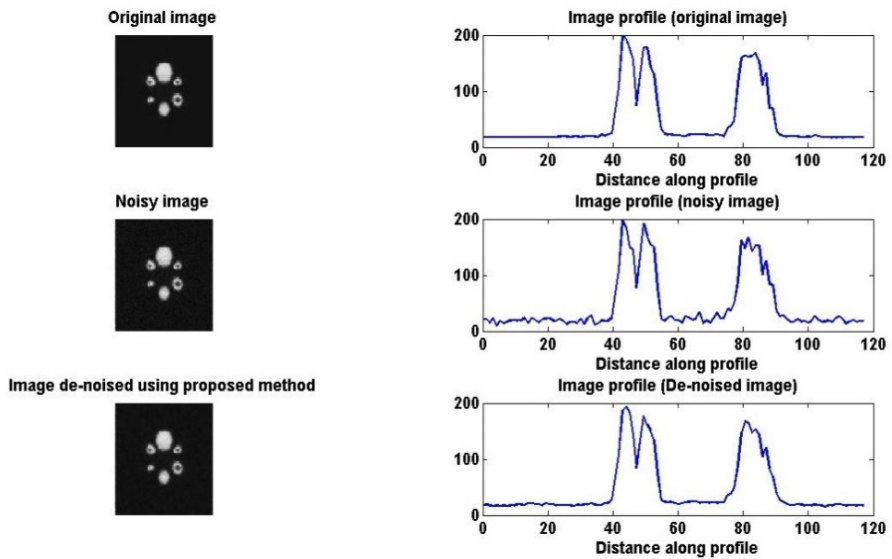 Original image
Image profile (original image)
200
100
0
0 20 40 60 80 100 120
Distance along profile
Noisy image
Image profile (noisy image)
200
100
0
0 20 40 60 80 100 120
Distance along profile
Image de-noised using proposed method
Image profile (De-noised image)
200
100
0
0 20 40 60 80 100 120
Distance along profile